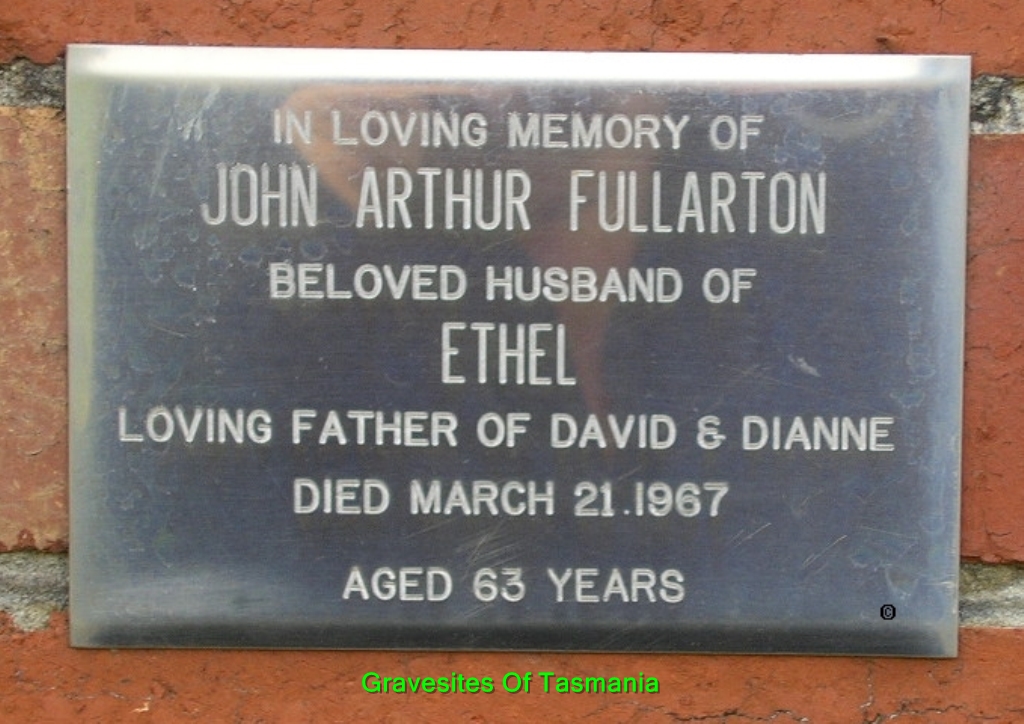 IN LOVING MEMORY OF
JOHN ARTHUR FULLARTON
BELOVED HUSBAND OF
ETHEL
LOVING FATHER OF DAVID & DIANNE
DIED MARCH 21.1967
AGED 63 YEARS
©
Gravesites Of Tasmania